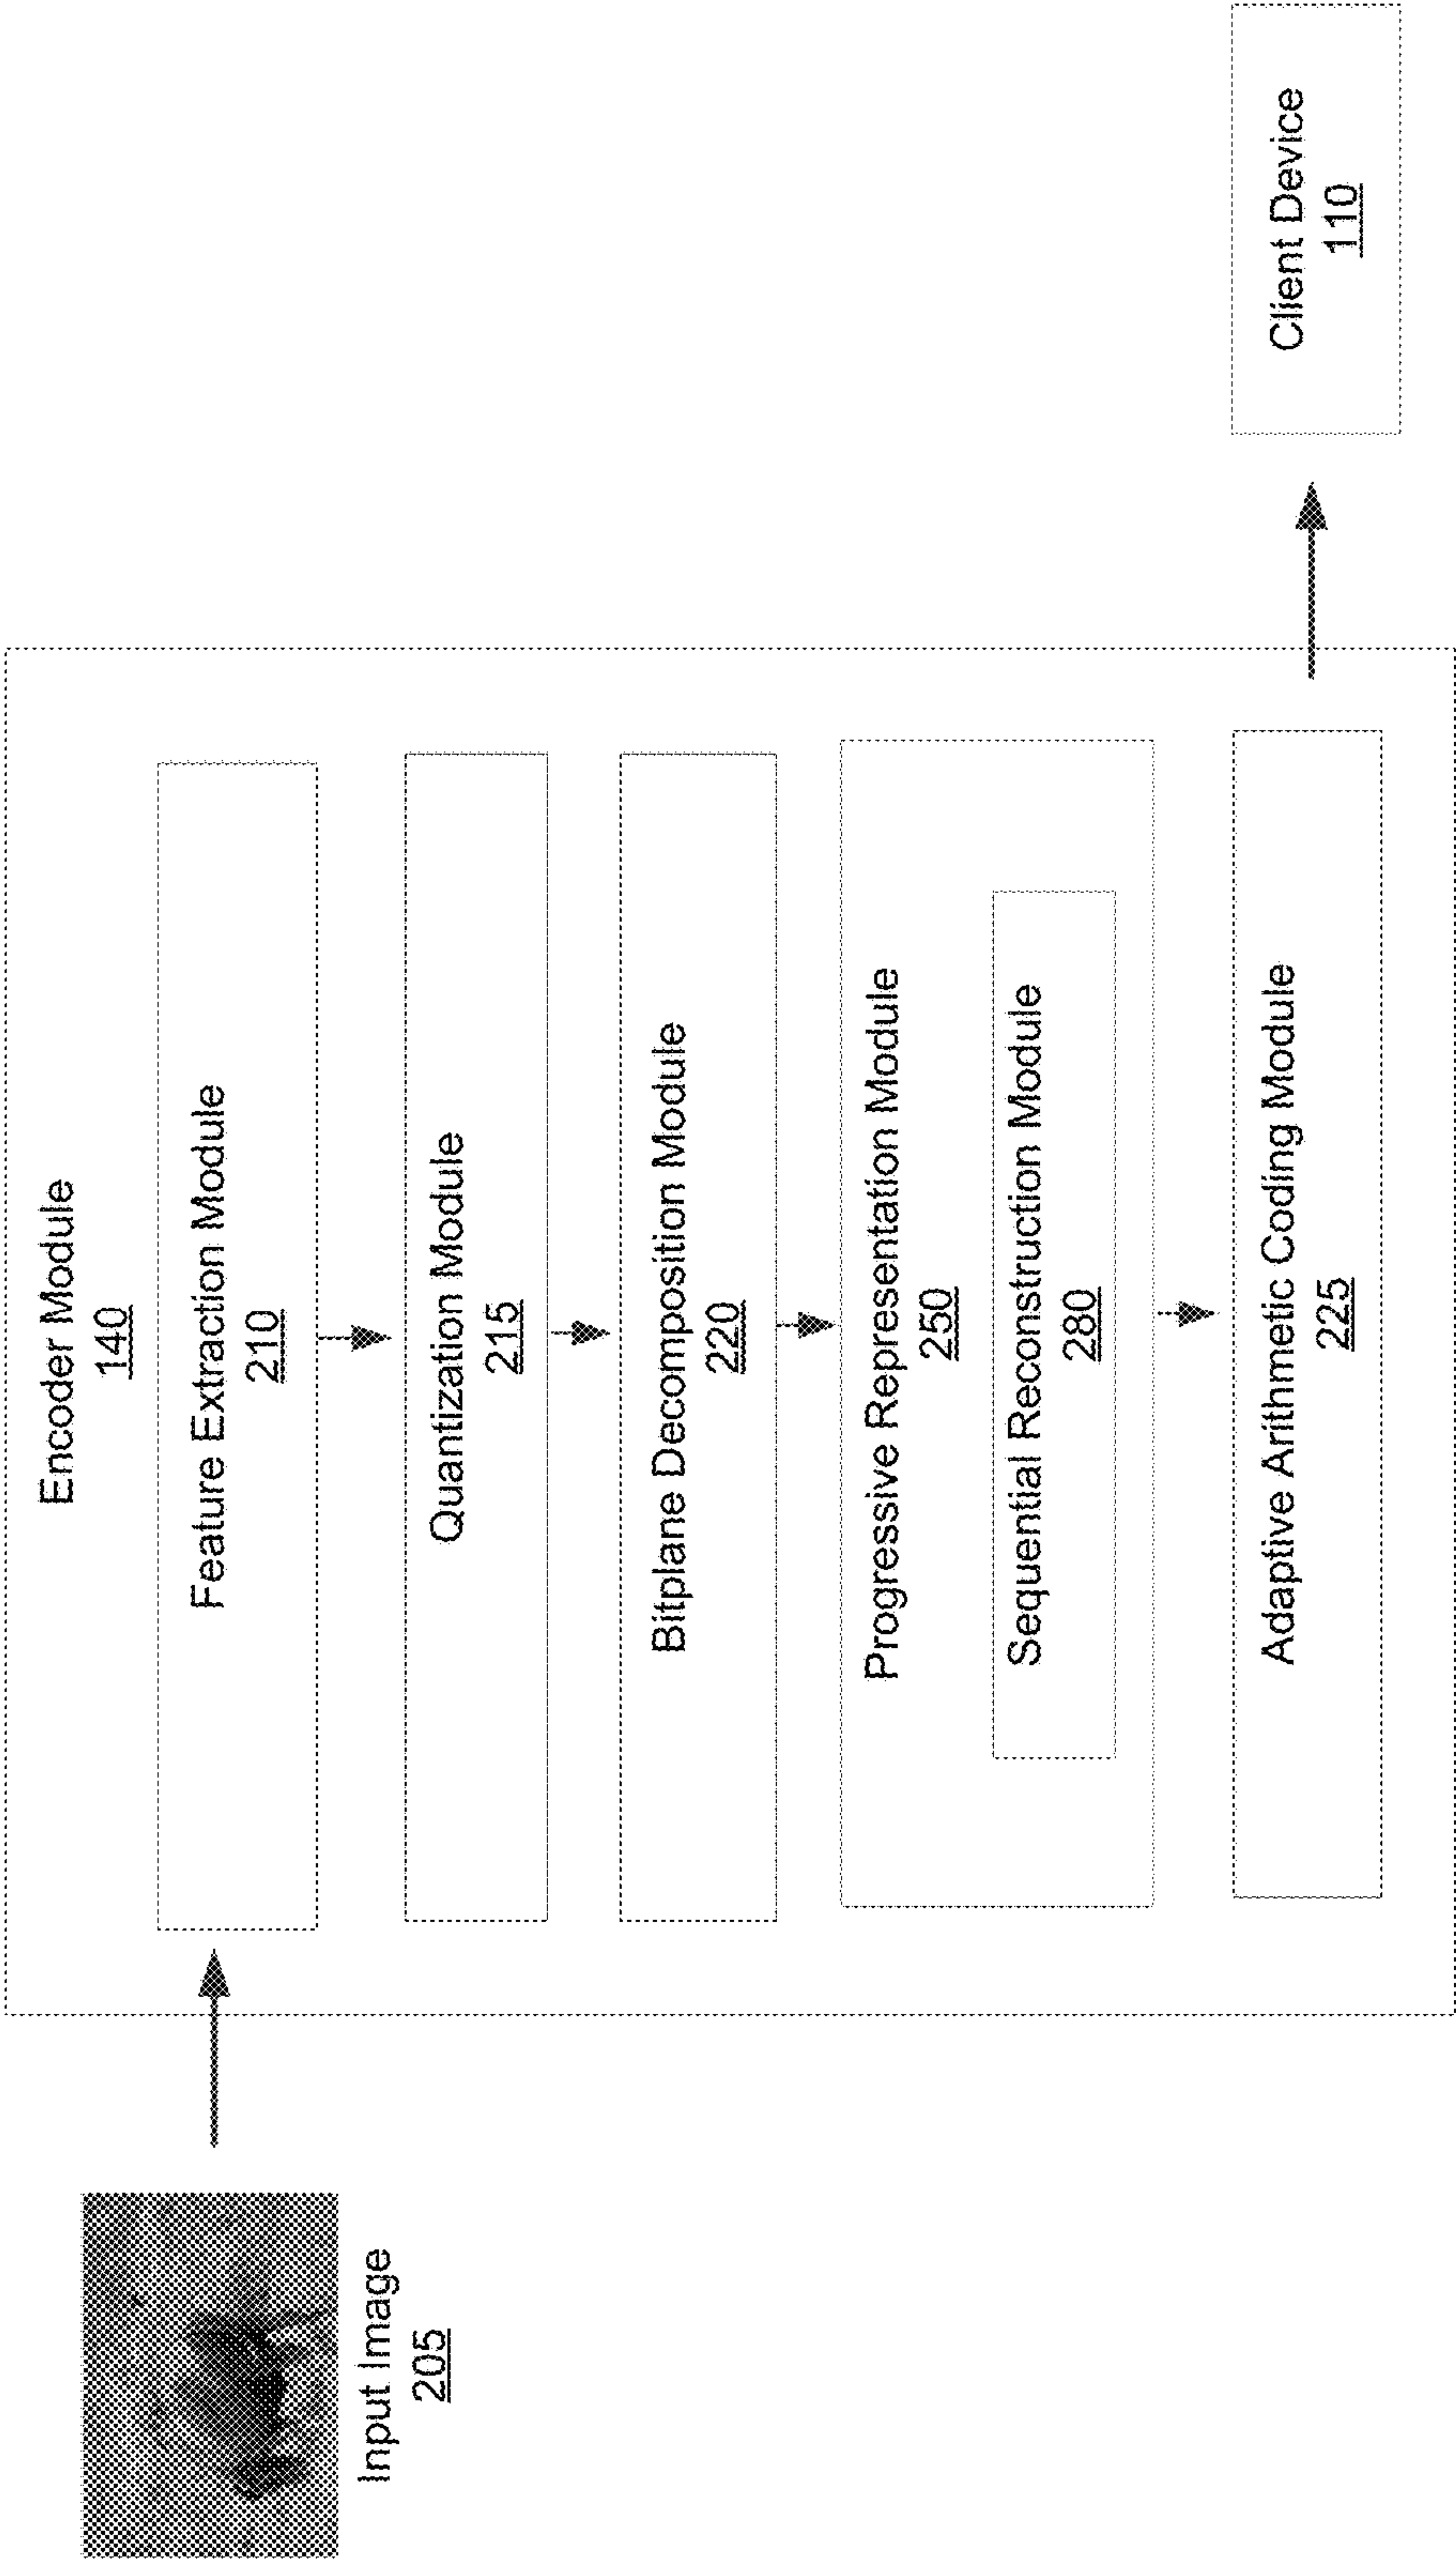 Input Image
205
Encoder Module
140
Feature Extraction Module
210
Quantization Module
215
Bitplane Decomposition Module
220
Progressive Representation Module
250
Sequential Reconstruction Module
280
Adaptive Arithmetic Coding Module
225
Client Device
110